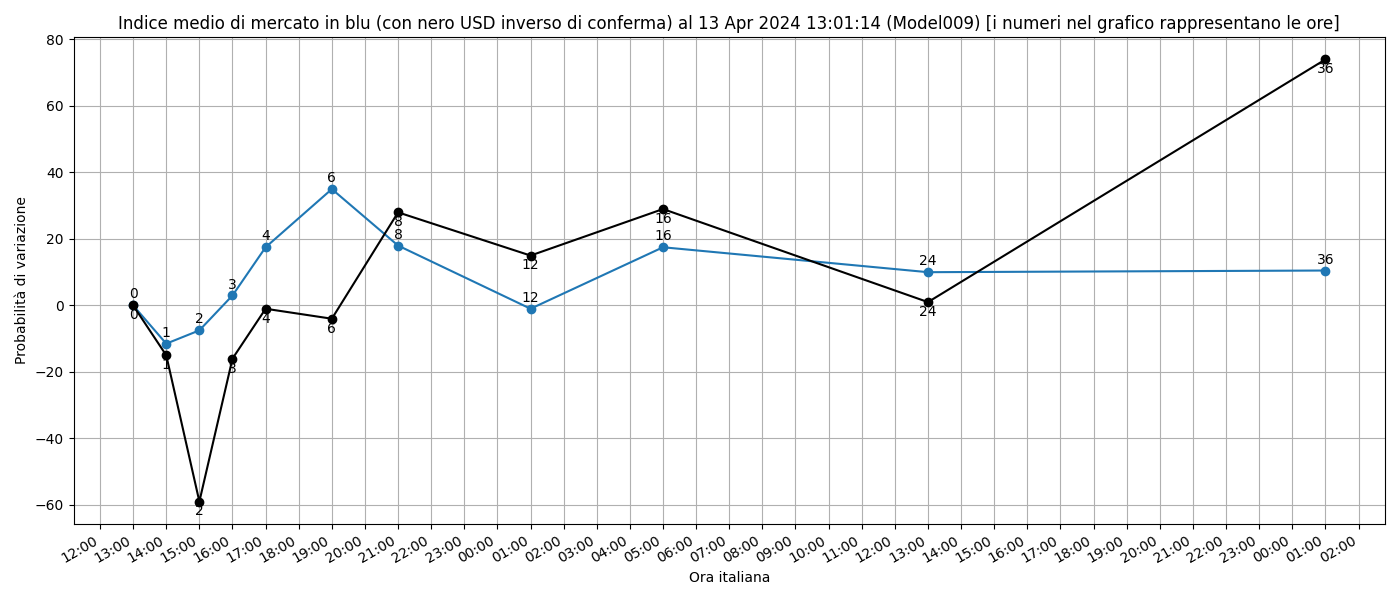 Indice medio di mercato in blu (con nero USD inverso di conferma) al 13 Apr 2024 13:01:14 (Model009) [i numeri nel grafico rappresentano le ore]
80
60
40
20
0
−20
−40
−60
Probabilità di variazione
0 1 2 3 4 6 8 12 16 24 36
0 1 2 3 4 6 8 12 16 24 36
12:00 13:00 14:00 15:00 16:00 17:00 18:00 19:00 20:00 21:00 22:00 23:00 00:00 01:00 02:00 03:00 04:00 05:00 06:00 07:00 08:00 09:00 10:00 11:00 12:00 13:00 14:00 15:00 16:00 17:00 18:00 19:00 20:00 21:00 22:00 23:00 00:00 01:00 02:00
Ora italiana